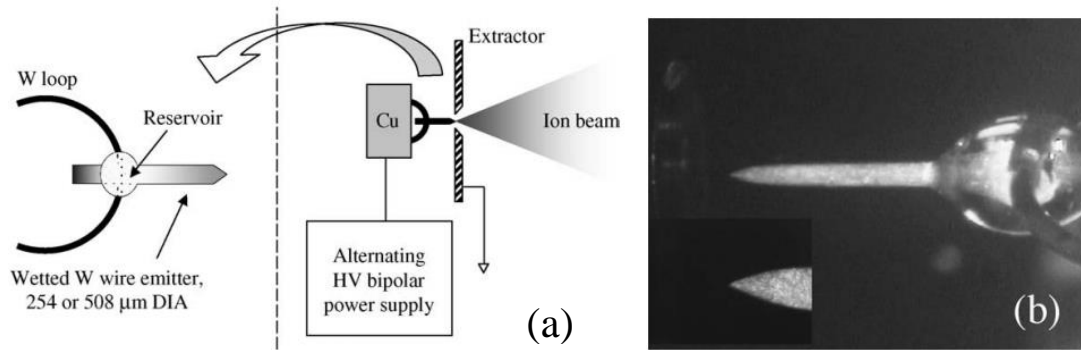 W loop
Reservoir
Wetted W wire emitter,
254 or 508 μm DIA
Extractor
Cu
Ion beam
Alternating
HV bipolar
power supply
(a)
(b)